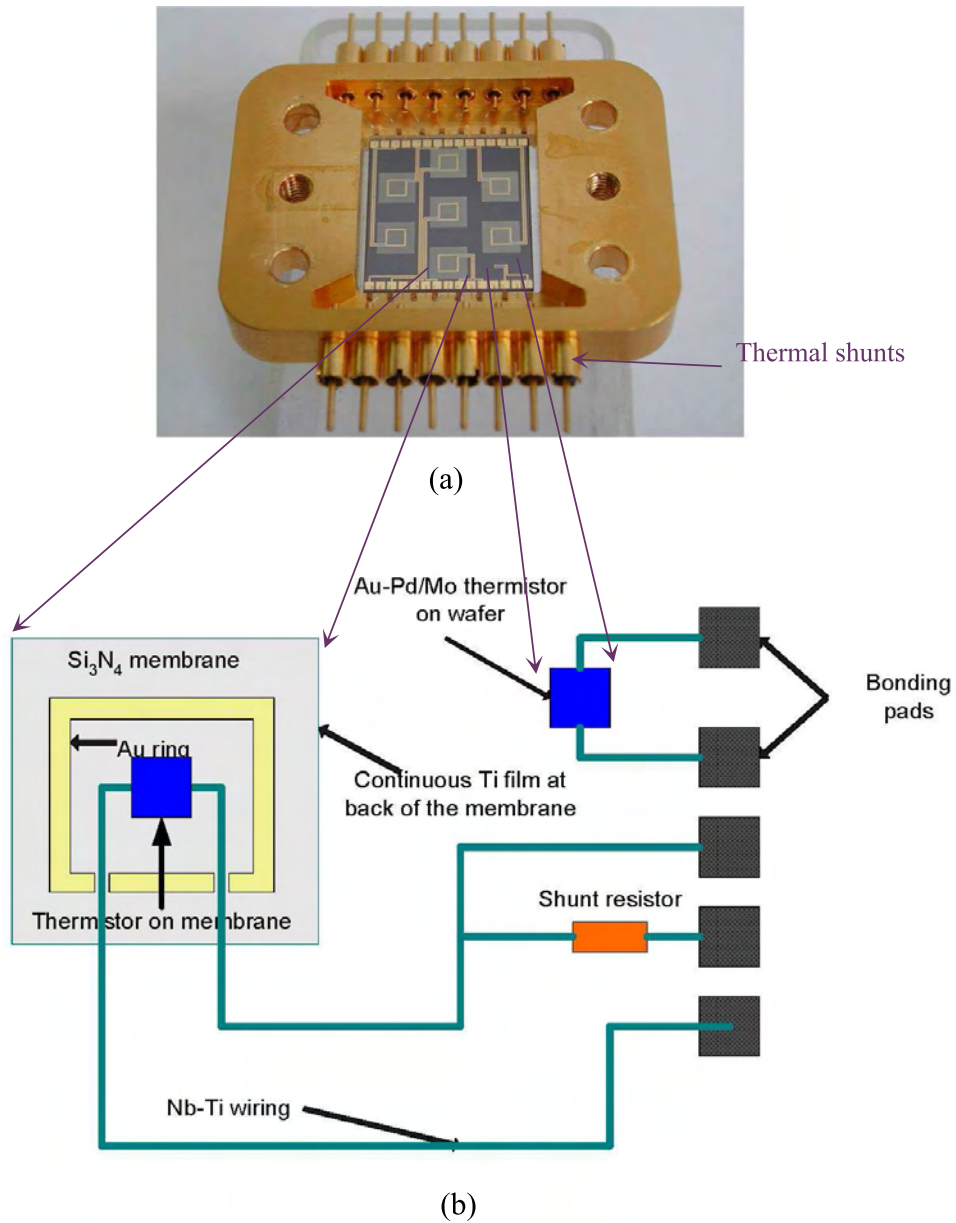 Thermal shunts
(a)
Au-Pd/Mo thermistor
on wafer
Si₃N₄ membrane
Bonding
pads
Au ring
Continuous Ti film at
back of the membrane
Shunt resistor
Thermistor on membrane
Nb-Ti wiring
(b)